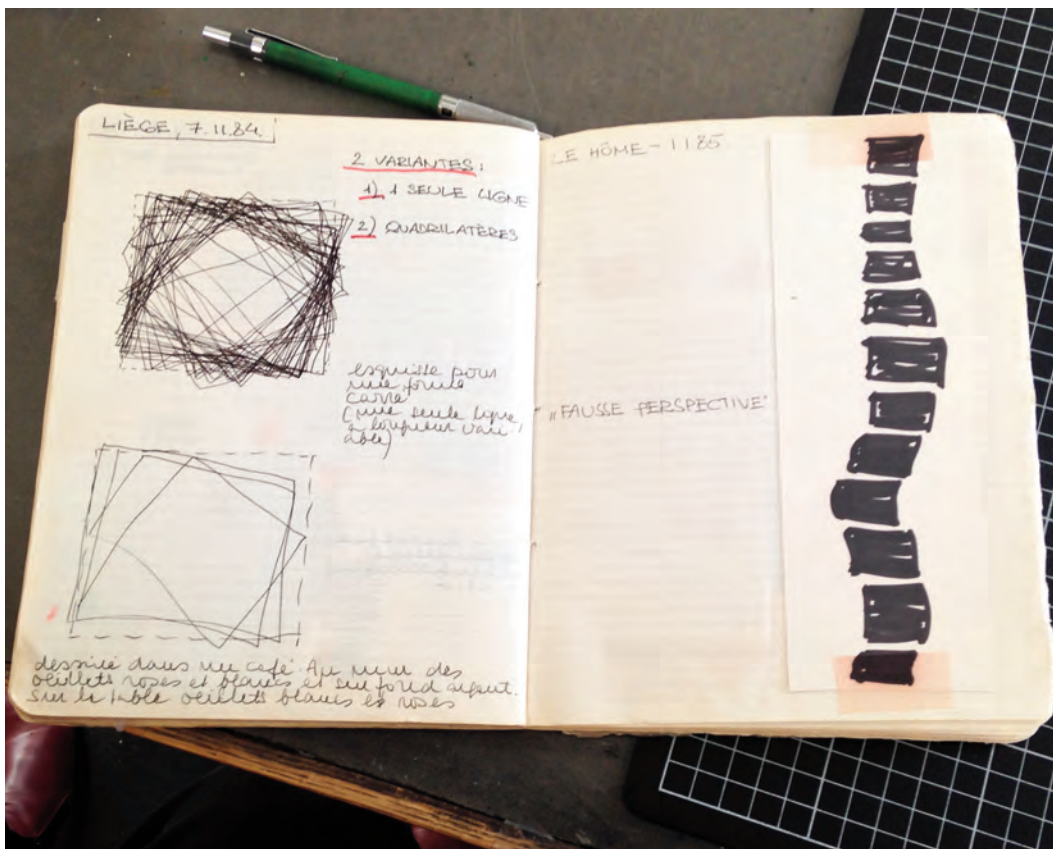 LIÈGE, 7.11.84.
2 VARIANTES:
1) 1 SEULE LIGNE
2) QUADRILATÈRES
esquisse pour
une forme
carré
(une seule ligne,
à longueur vari
able)
dessiné dans un café. Au mur des
oeillets roses et blancs et sur fond argent.
Sur la table oeillets blancs et roses
LE HÔME - 1 1 85
„FAUSSE PERSPECTIVE"